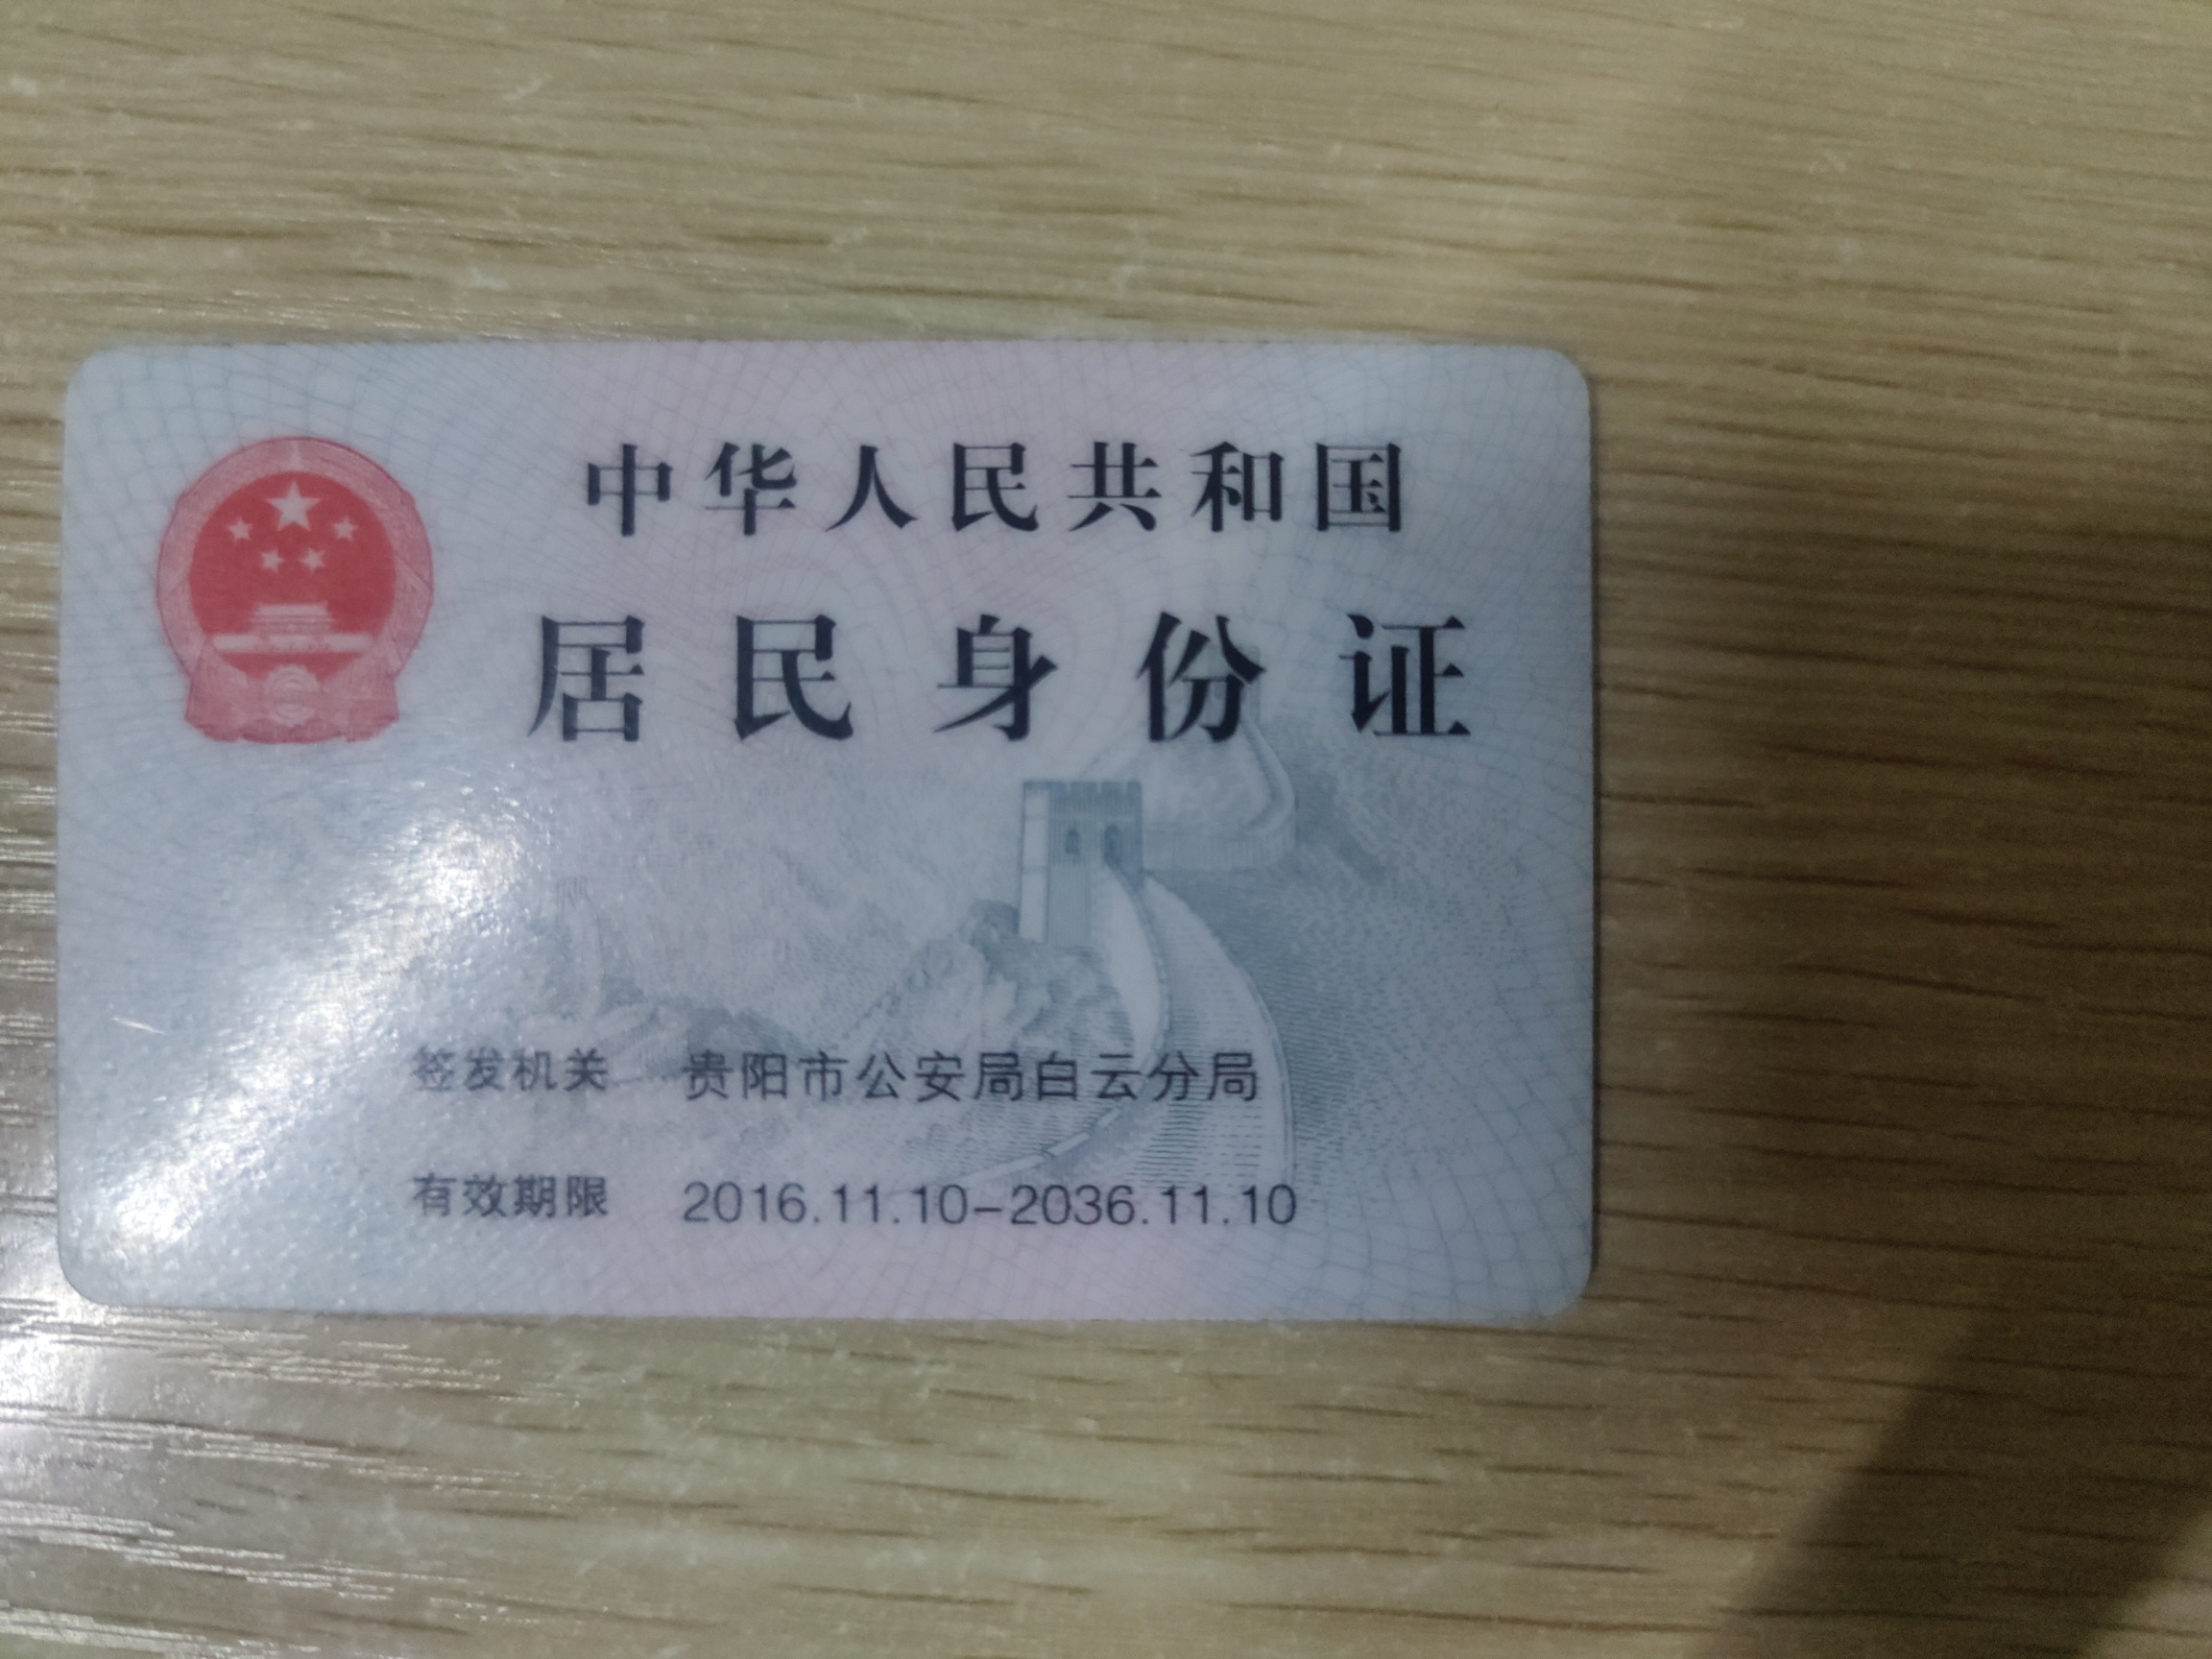 中华人民共和国
居民身份证
签发机关 贵阳市公安局白云分局
有效期限 2016.11.10-2036.11.10